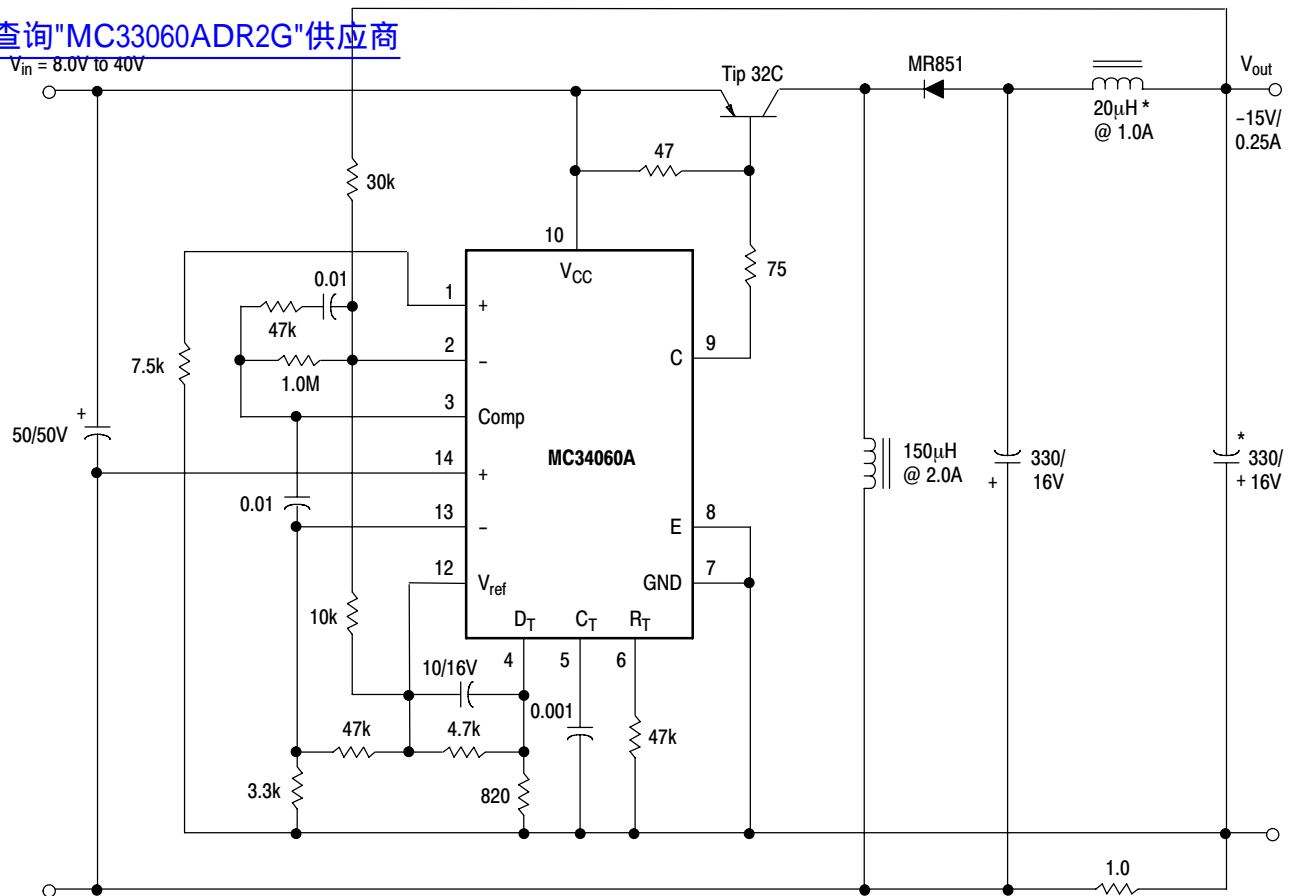 查询"MC33060ADR2G"供应商
Vin = 8.0V to 40V
Tip 32C
MR851
Vout
20μH *
@ 1.0A
–15V/
0.25A
47
30k
10
VCC
75
0.01
1
+
47k
2
–
C
9
7.5k
1.0M
3
Comp
50/50V
+
MC34060A
14
+
150μH
@ 2.0A
330/
16V
+
*
330/
+ 16V
0.01
13
–
E
8
12
Vref
GND
7
10k
DT
CT
RT
4
5
6
10/16V
0.001
47k
4.7k
47k
3.3k
820
1.0